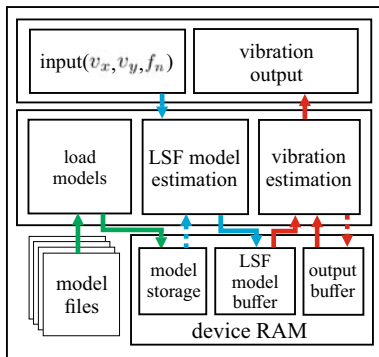 input(v_x,v_y,f_n)
vibration
output
load
models
LSF model
estimation
vibration
estimation
model
files
model
storage
LSF
model
buffer
output
buffer
device RAM